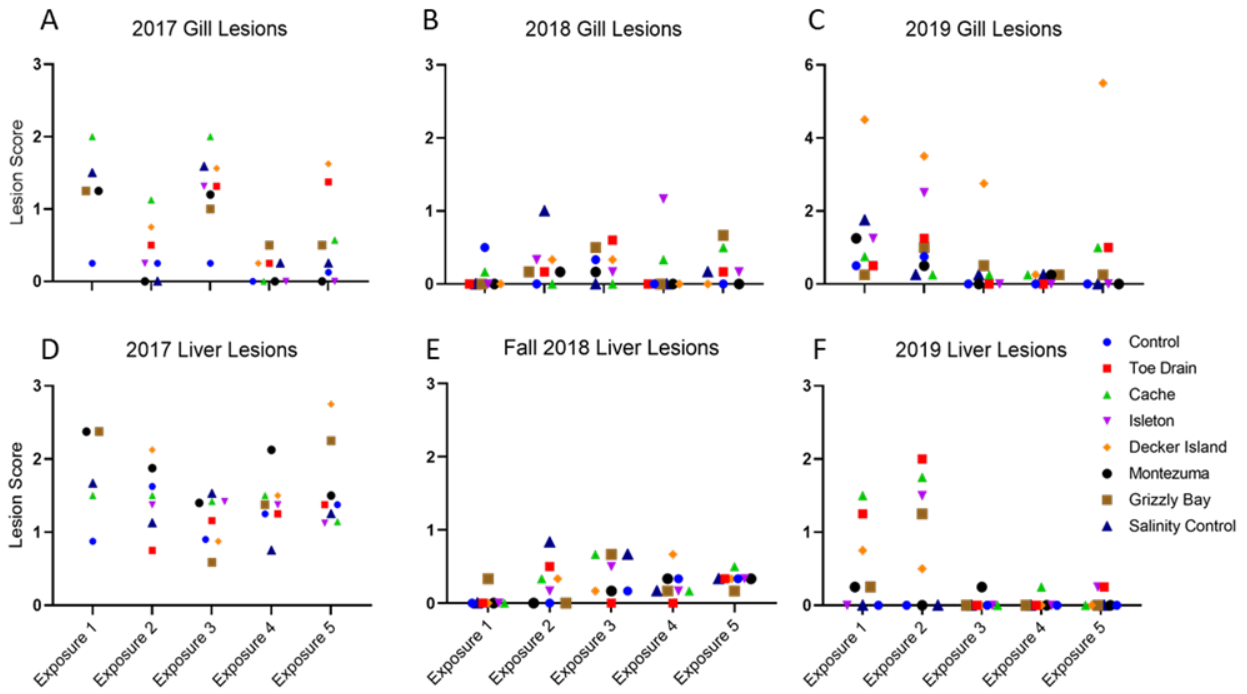 A
2017 Gill Lesions
B
2018 Gill Lesions
C
2019 Gill Lesions
Lesion Score
3
2
1
0
3
2
1
0
6
4
2
0
D
2017 Liver Lesions
E
Fall 2018 Liver Lesions
F
2019 Liver Lesions
Lesion Score
3
2
1
0
3
2
1
0
3
2
1
0
Exposure 1
Exposure 2
Exposure 3
Exposure 4
Exposure 5
Exposure 1
Exposure 2
Exposure 3
Exposure 4
Exposure 5
Exposure 1
Exposure 2
Exposure 3
Exposure 4
Exposure 5
Control
Toe Drain
Cache
Isleton
Decker Island
Montezuma
Grizzly Bay
Salinity Control